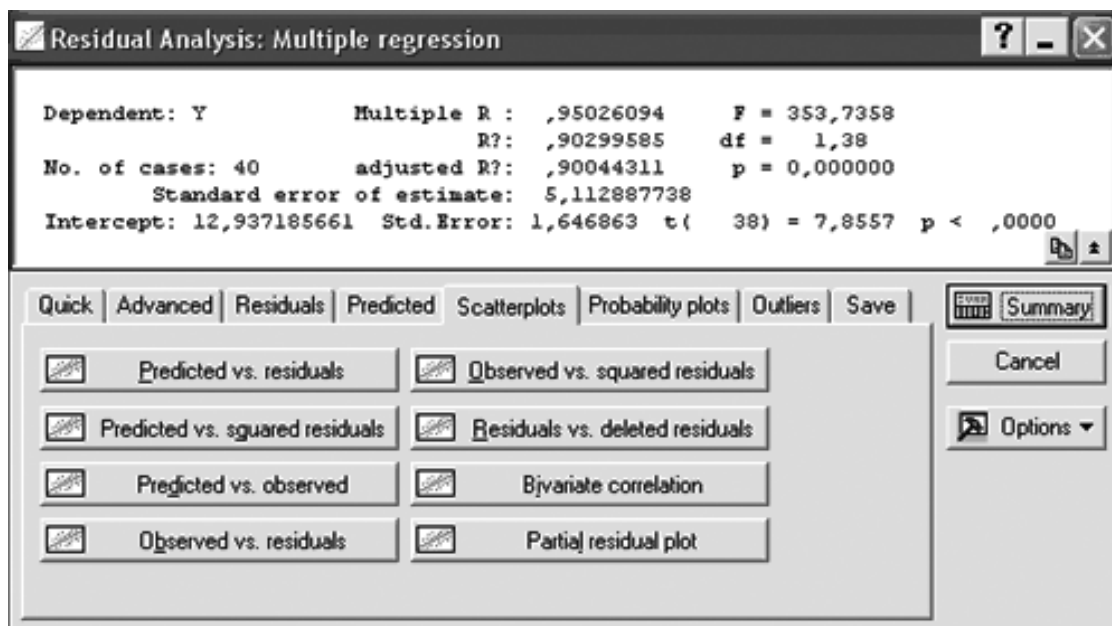 Residual Analysis: Multiple regression
Dependent: Y Multiple R : ,95026094 F = 353,7358
R?: ,90299585 df = 1,38
No. of cases: 40 adjusted R?: ,90044311 p = 0,000000
Standard error of estimate: 5,112887738
Intercept: 12,937185661 Std.Error: 1,646863 t( 38) = 7,8557 p < ,0000
Quick Advanced Residuals Predicted Scatterplots Probability plots Outliers Save
Summary
Cancel
Options
Predicted vs. residuals Observed vs. squared residuals
Predicted vs. sguared residuals Residuals vs. deleted residuals
Predicted vs. observed Bivariate correlation
Observed vs. residuals Partial residual plot